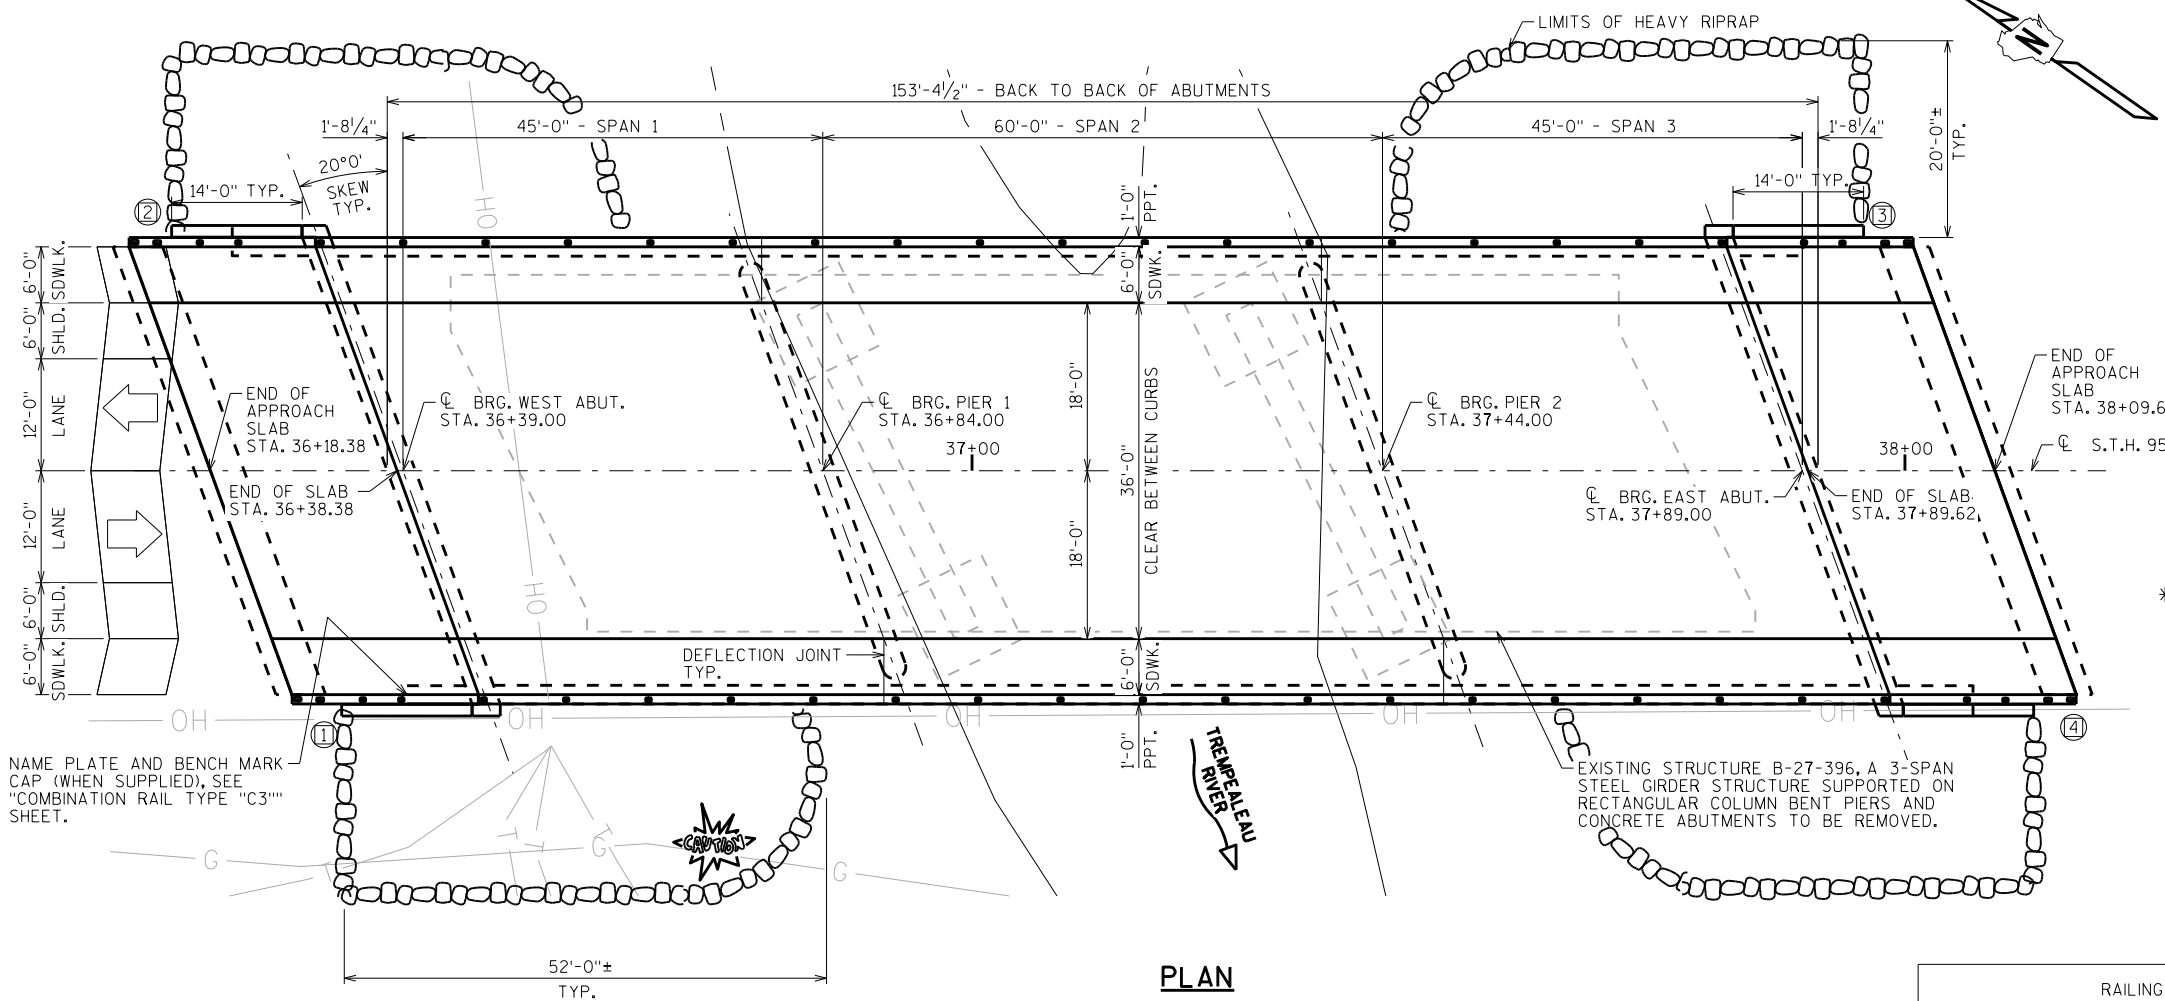 LIMITS OF HEAVY RIPRAP
N
153'-4½" - BACK TO BACK OF ABUTMENTS
1'-8¼"
45'-0" - SPAN 1
60'-0" - SPAN 2
45'-0" - SPAN 3
1'-8¼"
20'-0"±
TYP.
20°0'
SKEW
TYP.
14'-0" TYP.
14'-0" TYP.
1'-0"
PPT.
2
3
OH
6'-0"
SDWLK.
6'-0"
SHLD.
12'-0"
LANE
12'-0"
LANE
6'-0"
SHLD.
6'-0"
SDWLK.
6'-0"
SDWK.
END OF
APPROACH
SLAB
STA. 36+18.38
℄ BRG. WEST ABUT.
STA. 36+39.00
℄ BRG. PIER 1
STA. 36+84.00
37+00
18'-0"
36'-0"
CLEAR BETWEEN CURBS
18'-0"
℄ BRG. PIER 2
STA. 37+44.00
38+00
END OF
APPROACH
SLAB
STA. 38+09.6
℄ S.T.H. 95
END OF SLAB
STA. 36+38.38
℄ BRG. EAST ABUT.
STA. 37+89.00
END OF SLAB
STA. 37+89.62
OH
*
DEFLECTION JOINT
TYP.
6'-0"
SDWK.
OH
OH
OH
OH
OH
1
4
NAME PLATE AND BENCH MARK
CAP (WHEN SUPPLIED), SEE
"COMBINATION RAIL TYPE "C3""
SHEET.
1'-0"
PPT.
TREMPEALEAU
RIVER
EXISTING STRUCTURE B-27-396, A 3-SPAN
STEEL GIRDER STRUCTURE SUPPORTED ON
RECTANGULAR COLUMN BENT PIERS AND
CONCRETE ABUTMENTS TO BE REMOVED.
CAUTION
G
T
T
T
T
G
G
52'-0"±
TYP.
PLAN
RAILING